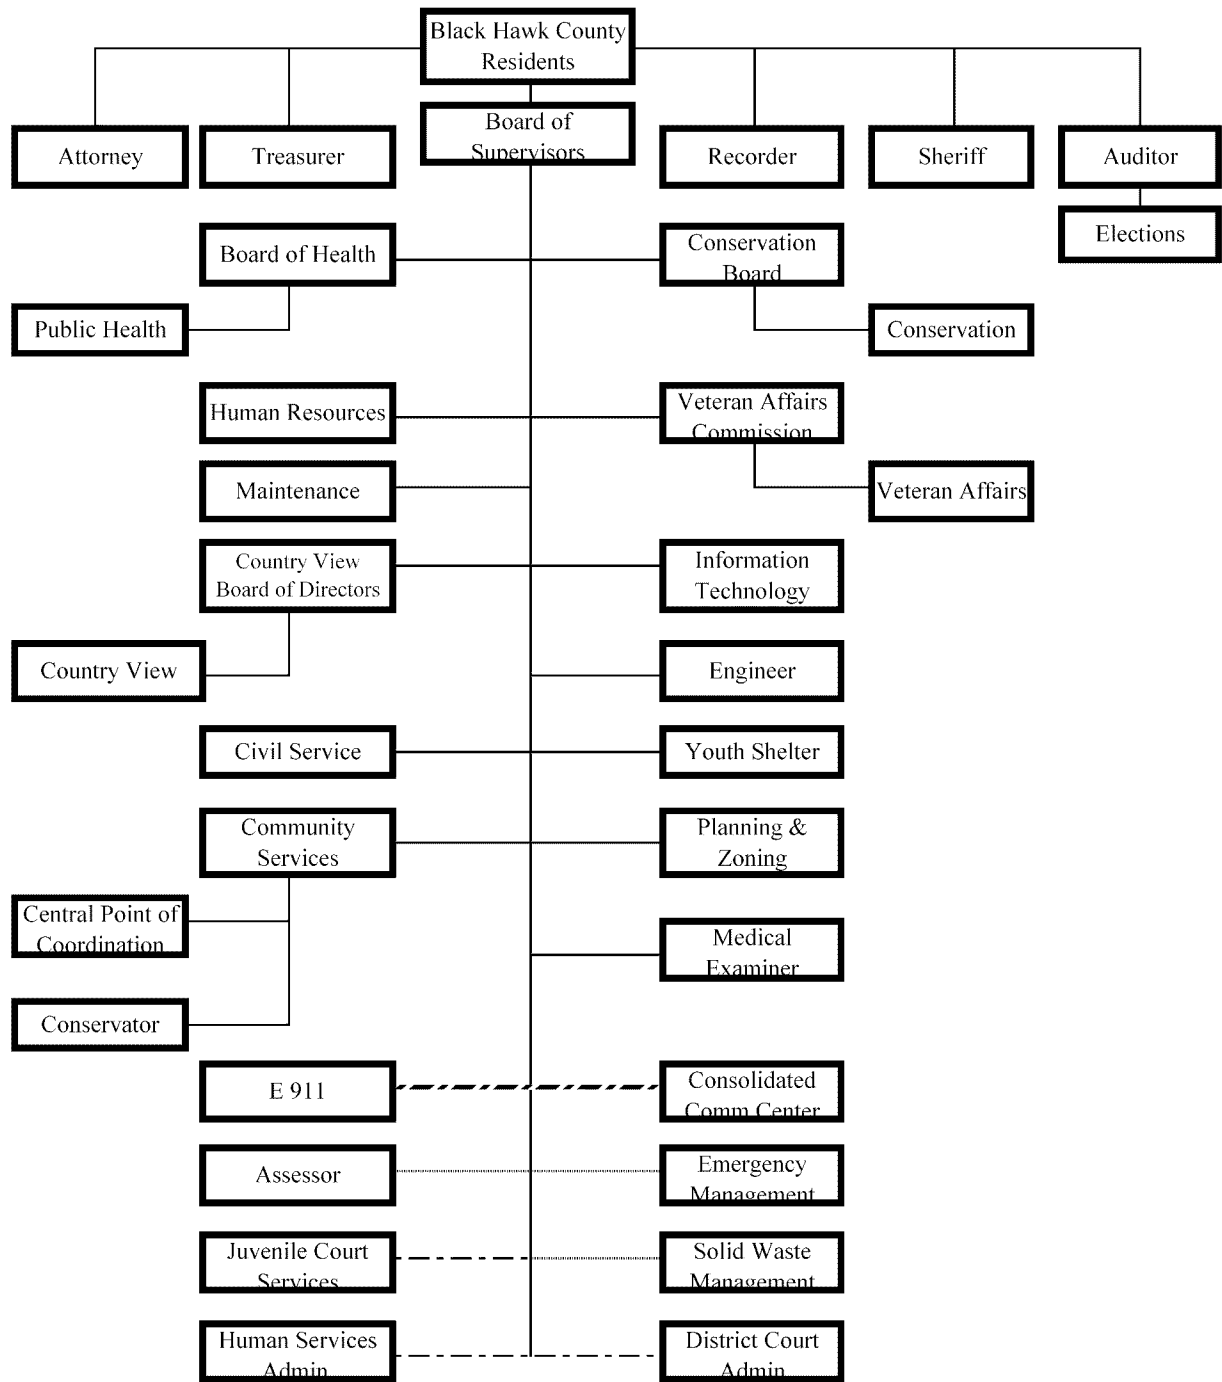 Black Hawk County
Residents
Attorney
Treasurer
Board of
Supervisors
Recorder
Sheriff
Auditor
Elections
Board of Health
Conservation
Board
Public Health
Conservation
Human Resources
Veteran Affairs
Commission
Maintenance
Veteran Affairs
Country View
Board of Directors
Information
Technology
Country View
Engineer
Civil Service
Youth Shelter
Community
Services
Planning &
Zoning
Central Point of
Coordination
Medical
Examiner
Conservator
E 911
Consolidated
Comm Center
Assessor
Emergency
Management
Juvenile Court
Services
Solid Waste
Management
Human Services
Admin
District Court
Admin